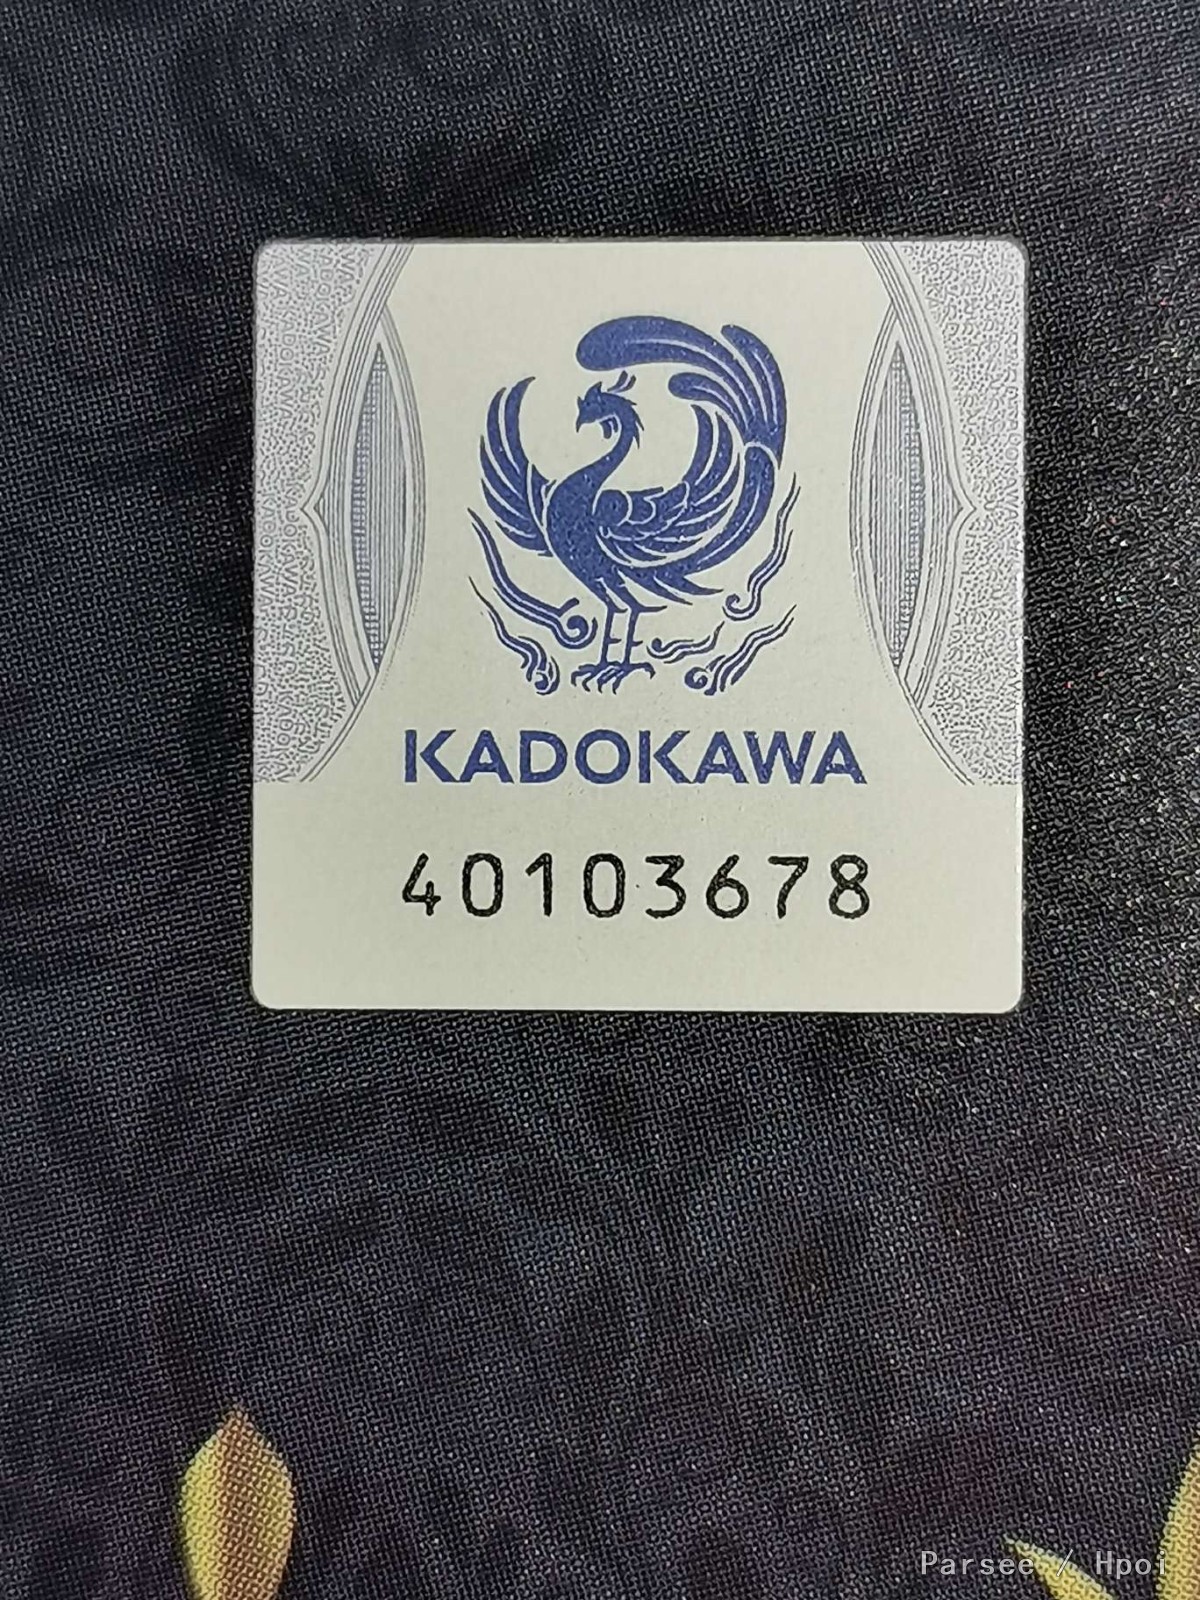 KADOKAWA
40103678
Parsee / Hpoi